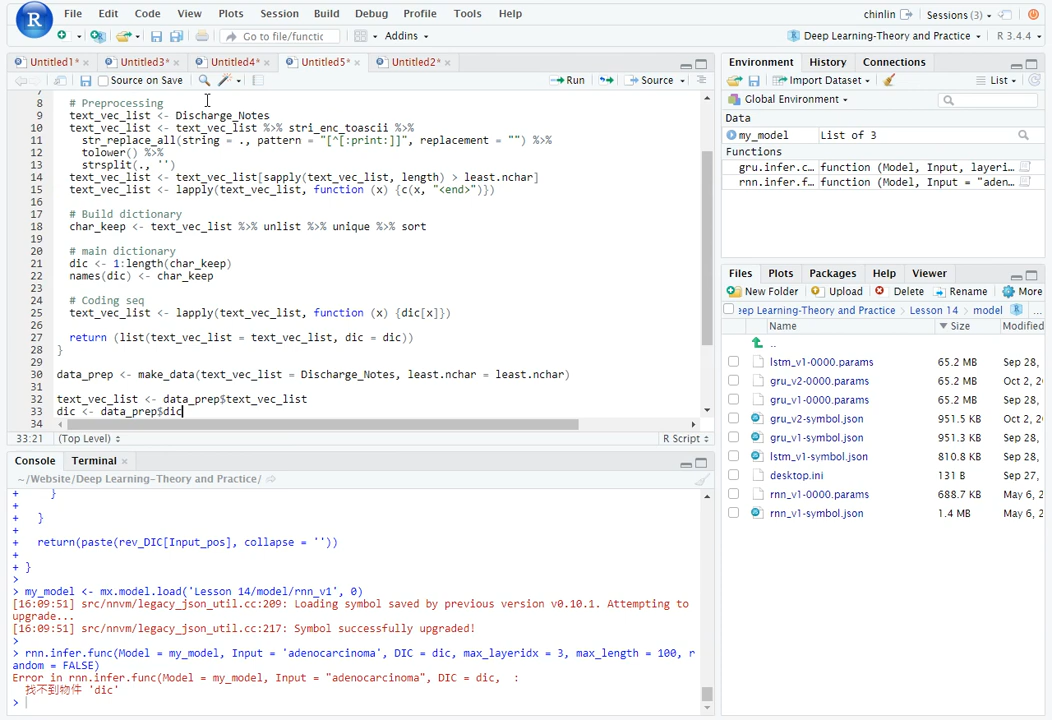 R File Edit Code View Plots Session Build Debug Profile Tools Help chinlin Sessions (3)
Go to file/functic Addins Deep Learning-Theory and Practice R 3.4.4
Untitled1* Untitled3* Untitled4* Untitled5* Untitled2*
Source on Save Run Source
8 # Preprocessing
9 text_vec_list <- Discharge_Notes
10 text_vec_list <- text_vec_list %>% stri_enc_toascii %>%
11 str_replace_all(string = ., pattern = "[^[:print:]]", replacement = "") %>%
12 tolower() %>%
13 strsplit(., '')
14 text_vec_list <- text_vec_list[sapply(text_vec_list, length) > least.nchar]
15 text_vec_list <- lapply(text_vec_list, function (x) {c(x, "<end>")})
16
17 # Build dictionary
18 char_keep <- text_vec_list %>% unlist %>% unique %>% sort
19
20 # main dictionary
21 dic <- 1:length(char_keep)
22 names(dic) <- char_keep
23
24 # Coding seq
25 text_vec_list <- lapply(text_vec_list, function (x) {dic[x]})
26
27 return (list(text_vec_list = text_vec_list, dic = dic))
28 }
29
30 data_prep <- make_data(text_vec_list = Discharge_Notes, least.nchar = least.nchar)
31
32 text_vec_list <- data_prep$text_vec_list
33 dic <- data_prep$dic
34
33:21 (Top Level) R Script
Console Terminal
~/Website/Deep Learning-Theory and Practice/
+ }
+
+ }
+
+ return(paste(rev_DIC[Input_pos], collapse = ''))
+
+ }
>
> my_model <- mx.model.load('Lesson 14/model/rnn_v1', 0)
[16:09:51] src/nnvm/legacy_json_util.cc:209: Loading symbol saved by previous version v0.10.1. Attempting to
upgrade...
[16:09:51] src/nnvm/legacy_json_util.cc:217: Symbol successfully upgraded!
>
> rnn.infer.func(Model = my_model, Input = 'adenocarcinoma', DIC = dic, max_layeridx = 3, max_length = 100, r
andom = FALSE)
Error in rnn.infer.func(Model = my_model, Input = "adenocarcinoma", DIC = dic, :
找不到物件 'dic'
>
Environment History Connections
Import Dataset List
Global Environment
Data
my_model List of 3
Functions
gru.infer.c… function (Model, Input, layeri…
rnn.infer.f… function (Model, Input = "aden…
Files Plots Packages Help Viewer
New Folder Upload Delete Rename More
eep Learning-Theory and Practice Lesson 14 model R ...
Name Size Modified
..
lstm_v1-0000.params 65.2 MB Sep 28,
gru_v2-0000.params 65.2 MB Oct 2, 2
gru_v1-0000.params 65.2 MB Sep 28,
gru_v2-symbol.json 951.5 KB Oct 2, 2
gru_v1-symbol.json 951.3 KB Sep 28,
lstm_v1-symbol.json 810.8 KB Sep 28,
desktop.ini 131 B Sep 27,
rnn_v1-0000.params 688.7 KB May 6, 2
rnn_v1-symbol.json 1.4 MB May 6, 2